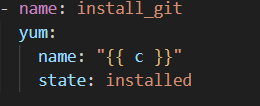 - name: install_git
  yum:
    name: "{{ c }}"
    state: installed